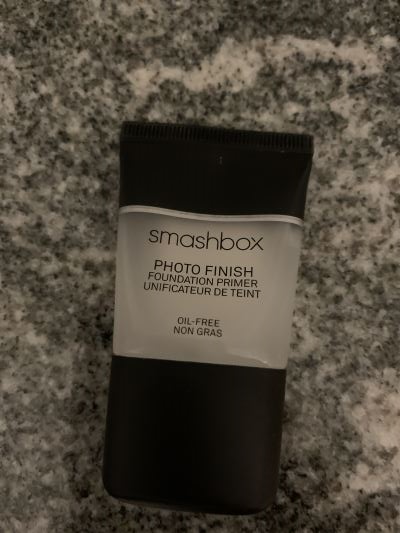 smashbox
PHOTO FINISH
FOUNDATION PRIMER
UNIFICATEUR DE TEINT
OIL-FREE
NON GRAS